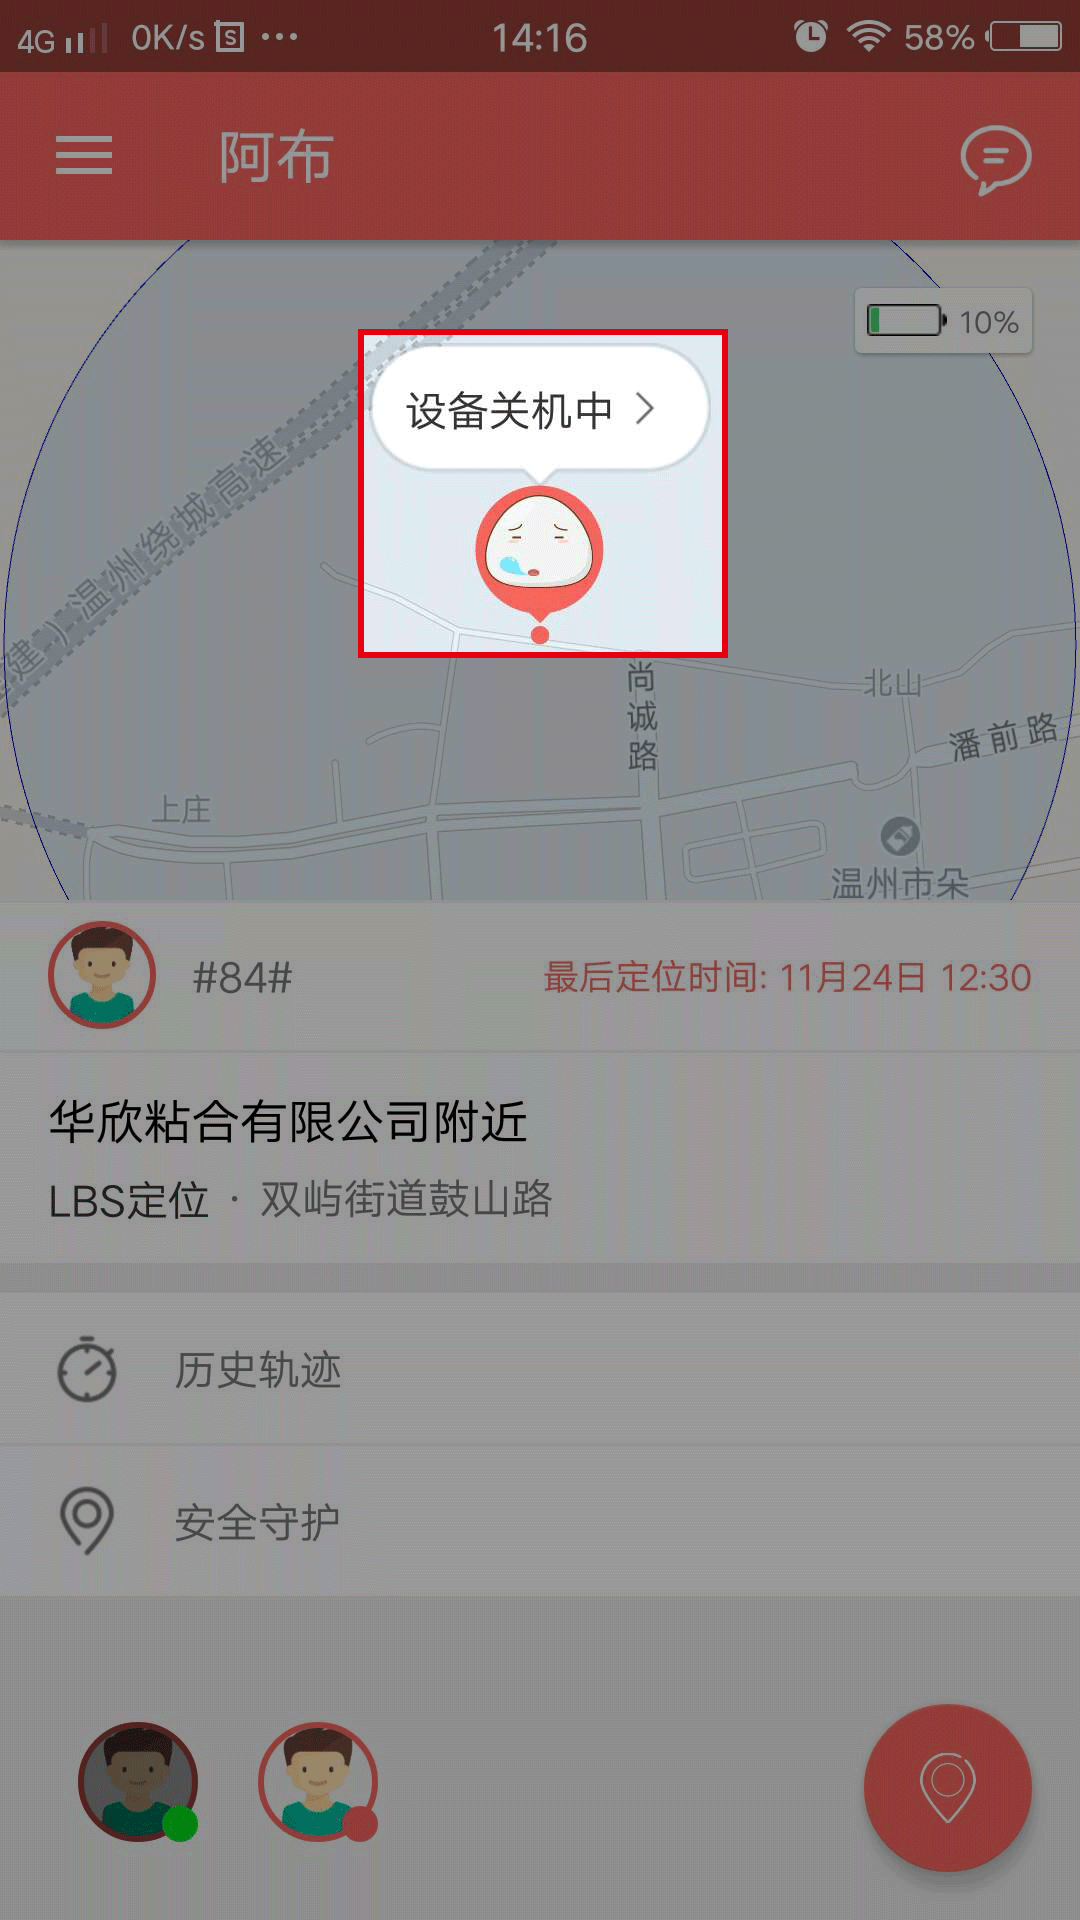 4G 0K/s S ··· 14:16 58%
阿布
10%
设备关机中 >
建）温州绕城高速
尚诚路
北山
潘前路
上庄
温州市朵
#84# 最后定位时间: 11月24日 12:30
华欣粘合有限公司附近
LBS定位 · 双屿街道鼓山路
历史轨迹
安全守护